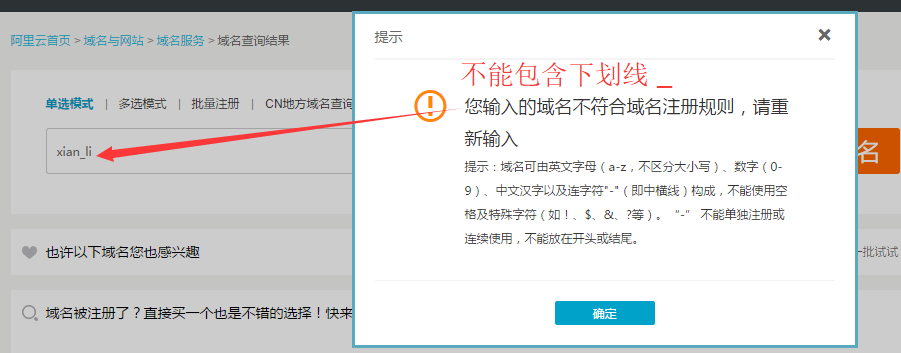 阿里云首页 > 域名与网站 > 域名服务 > 域名查询结果
单选模式 | 多选模式 | 批量注册 | CN地方域名查询
xian_li
名
也许以下域名您也感兴趣
一批试试
域名被注册了？直接买一个也是不错的选择！快来
提示
不能包含下划线 _
您输入的域名不符合域名注册规则，请重
新输入
提示：域名可由英文字母（a-z，不区分大小写）、数字（0-
9）、中文汉字以及连字符"-"（即中横线）构成，不能使用空
格及特殊字符（如！、$、&、?等）。“-” 不能单独注册或
连续使用，不能放在开头或结尾。
确定